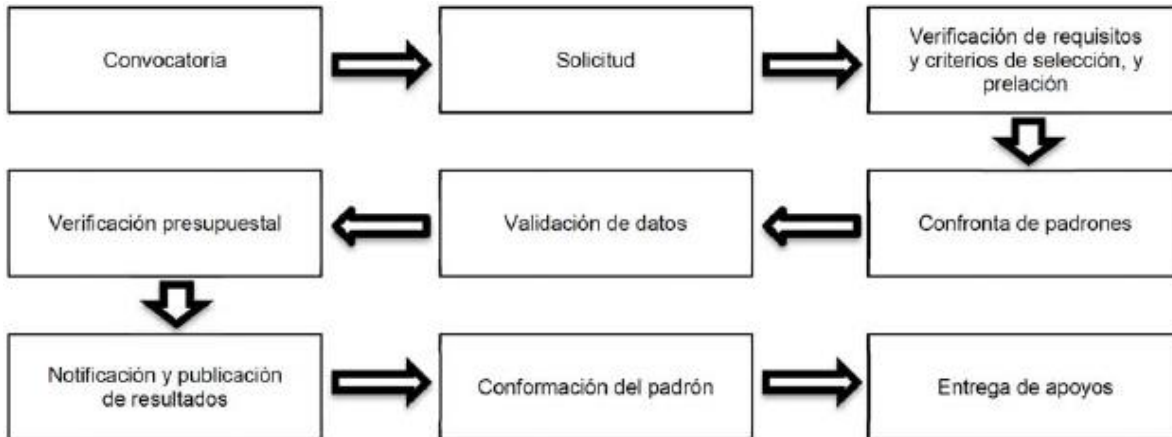 Convocatoria
Solicitud
Verificación de requisitos
y criterios de selección, y
prelación
Confronta de padrones
Validación de datos
Verificación presupuestal
Notificación y publicación
de resultados
Conformación del padrón
Entrega de apoyos